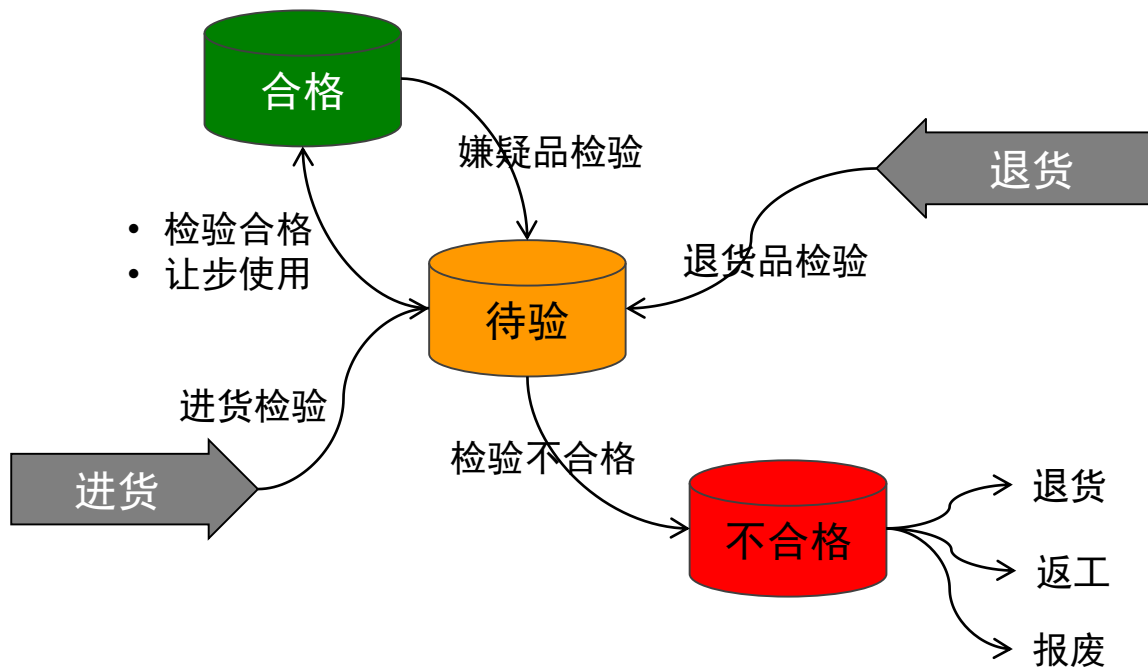 合格
嫌疑品检验
退货
• 检验合格
• 让步使用
退货品检验
待验
进货检验
检验不合格
进货
不合格
退货
返工
报废